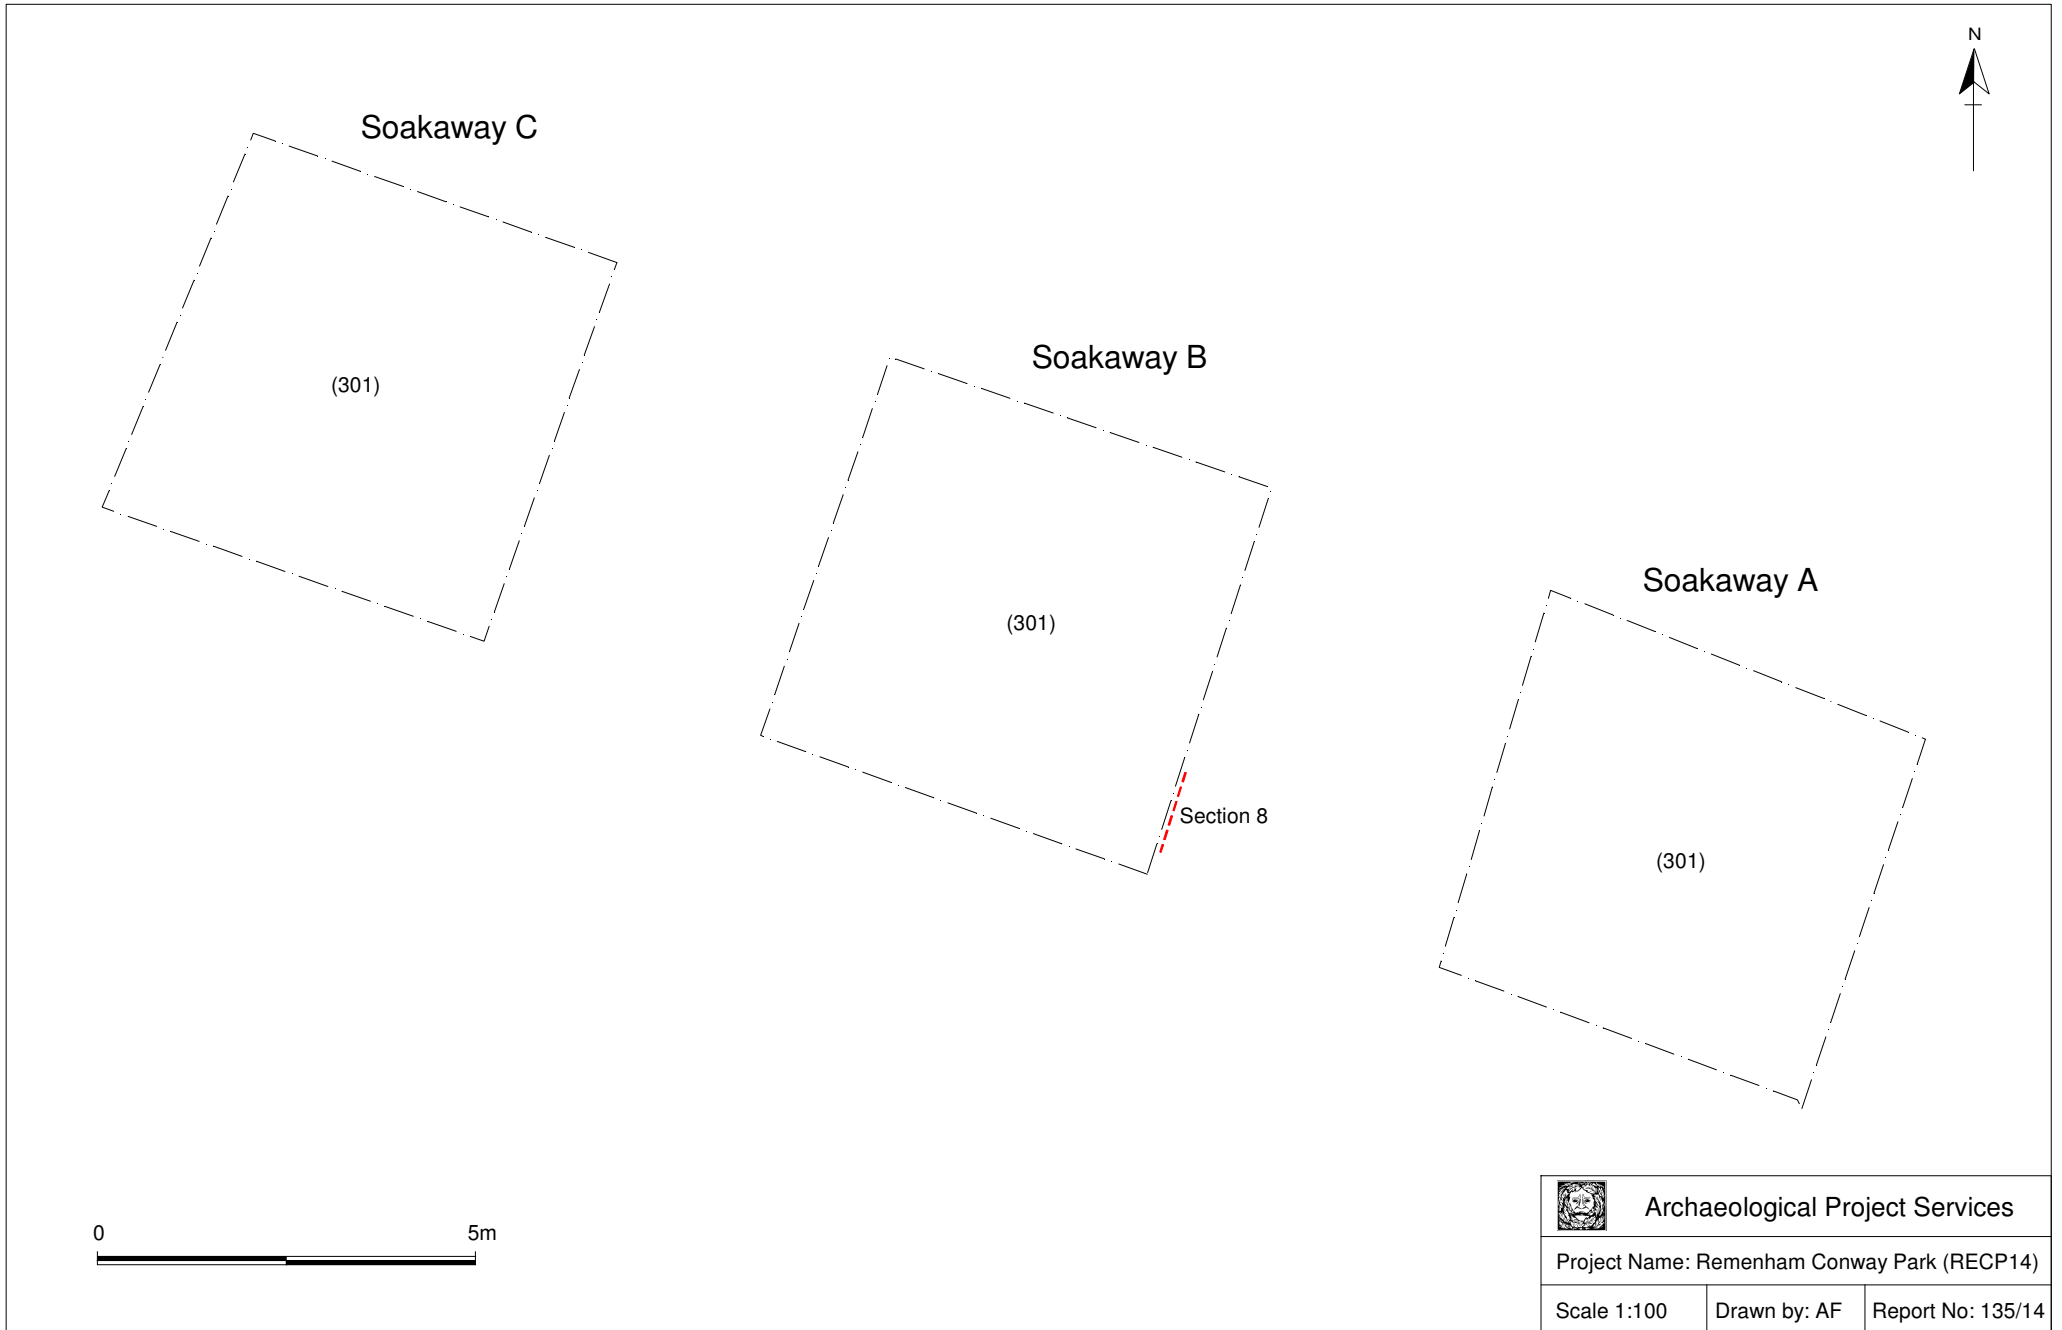 N
Soakaway C
(301)
Soakaway B
(301)
Section 8
Soakaway A
(301)
0 5m
Archaeological Project Services
Project Name: Remenham Conway Park (RECP14)
Scale 1:100 Drawn by: AF Report No: 135/14